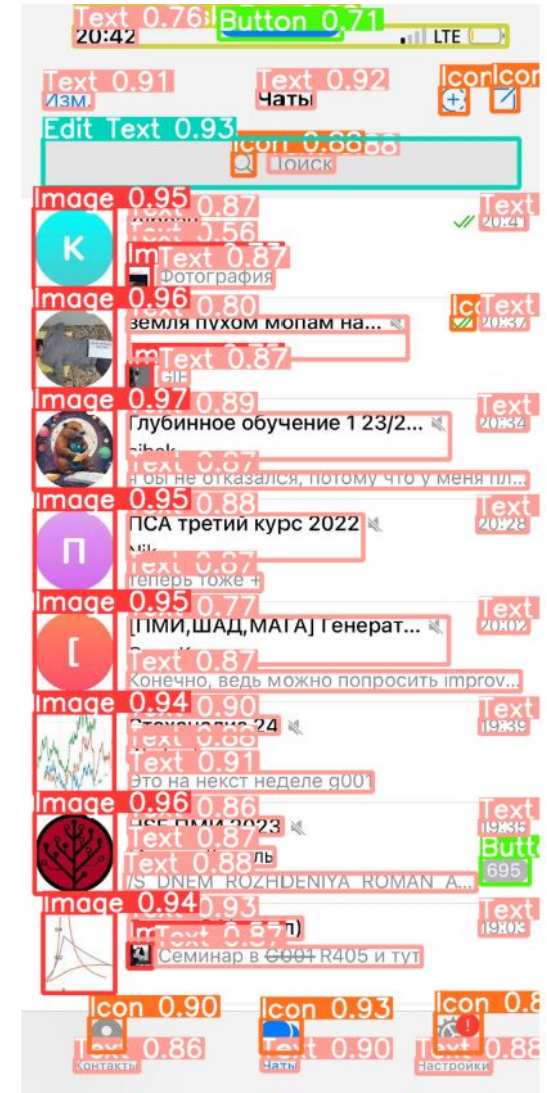 Text 0.76 Button 0.71
20:42 LTE
Text 0.91 Text 0.92 Icon Icon
Изм. Чаты
Edit Text 0.93
Icon 0.88
Поиск
Image 0.95 Text 0.87 Text
20:41
Text 0.56
К
Text 0.87
Фотография
Image 0.96 0.80 Text
земля пухом мопам на... 20:37
Text 0.87
GIF
Image 0.97 0.89 Text
Глубинное обучение 1 23/2... 20:34
Text 0.87
я бы не отказался, потому что у меня пл...
Image 0.95 0.88 Text
ПСА третий курс 2022 20:28
П
Text 0.87
теперь тоже +
Image 0.95 0.77 Text
[ПМИ,ШАД,МАГА] Генерат... 20:02
[
Text 0.87
Конечно, ведь можно попросить improv...
Image 0.94 0.90 Text
24 19:39
Text 0.88
Text 0.91
Это на некст неделе g001
Image 0.96 0.86 Text
HSE ПМИ 2023 19:35
Text 0.87 Butt
Text 0.88 695
/S_DNEM_ROZHDENIYA_ROMAN_A...
Image 0.94 0.93 Text
19:03
Text 0.87
Семинар в G001 R405 и тут
Icon 0.90 Icon 0.93 Icon 0.8
Text 0.86 Text 0.90 Text 0.88
Контакты Чаты Настройки